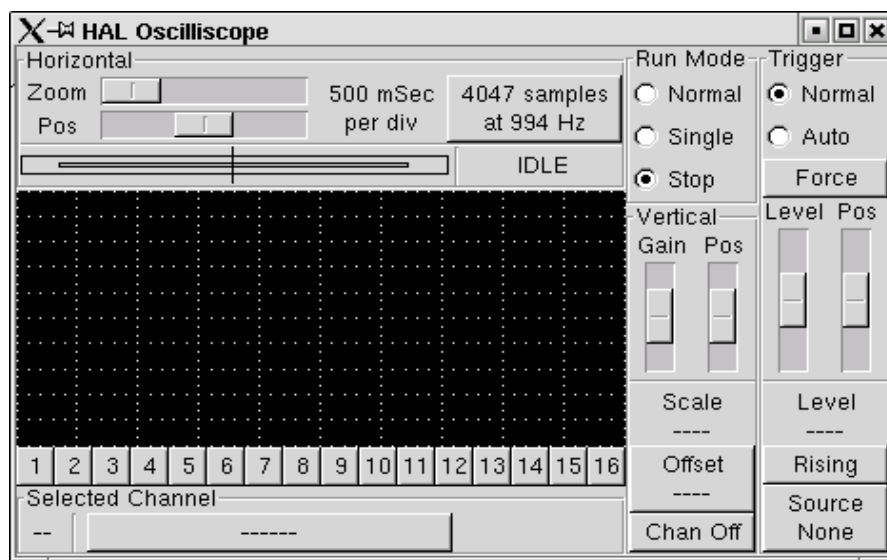 HAL Oscilliscope
Horizontal
Zoom
Pos
500 mSec
per div
4047 samples
at 994 Hz
IDLE
Run Mode
Normal
Single
Stop
Trigger
Normal
Auto
Force
Level Pos
Level
----
Rising
Source
None
Vertical
Gain Pos
Scale
----
Offset
----
Chan Off
1 2 3 4 5 6 7 8 9 10 11 12 13 14 15 16
Selected Channel
-- ------